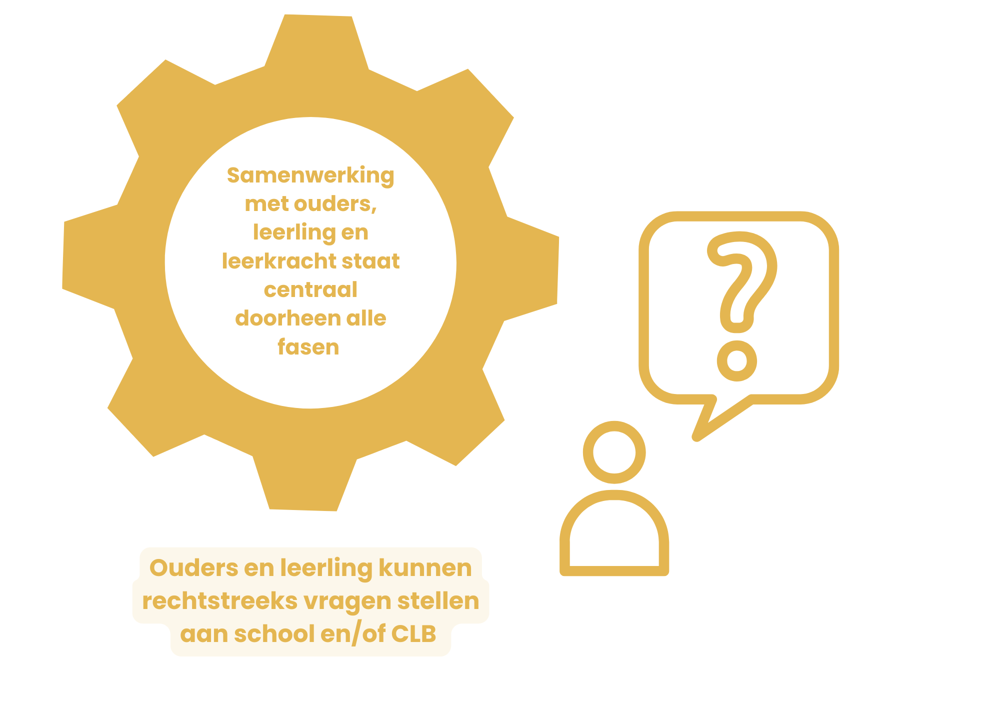 Samenwerking
met ouders,
leerling en
leerkracht staat
centraal
doorheen alle
fasen
?
Ouders en leerling kunnen
rechtstreeks vragen stellen
aan school en/of CLB